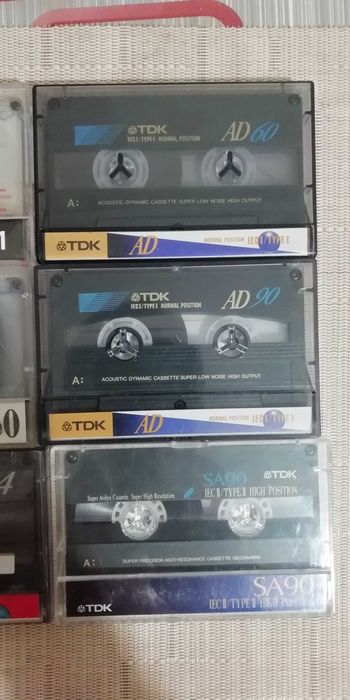 TDK
IEC I/TYPE I NORMAL POSITION
AD 60
A:
ACOUSTIC DYNAMIC CASSETTE SUPER LOW NOISE HIGH OUTPUT
TDK
AD
NORMAL POSITION IEC I / TYPE I
TDK
IEC I/TYPE I NORMAL POSITION
AD 90
A:
ACOUSTIC DYNAMIC CASSETTE SUPER LOW NOISE HIGH OUTPUT
TDK
AD
NORMAL POSITION IEC I / TYPE I
SA90
TDK
Super Avilyn Cassette Super High Resolution
IEC II/TYPE II HIGH POSITION
A:
SUPER PRECISION ANTI-RESONANCE CASSETTE MECHANISM
SA90
TDK
IEC II/TYPE II HIGH POSITION